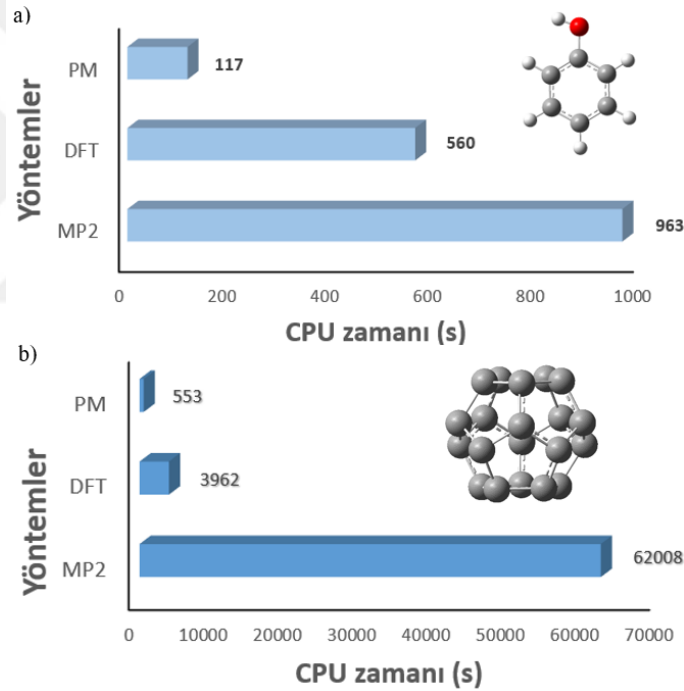 a)
Yöntemler
PM
117
DFT
560
MP2
963
0 200 400 600 800 1000
CPU zamanı (s)
b)
Yöntemler
PM
553
DFT
3962
MP2
62008
0 10000 20000 30000 40000 50000 60000 70000
CPU zamanı (s)